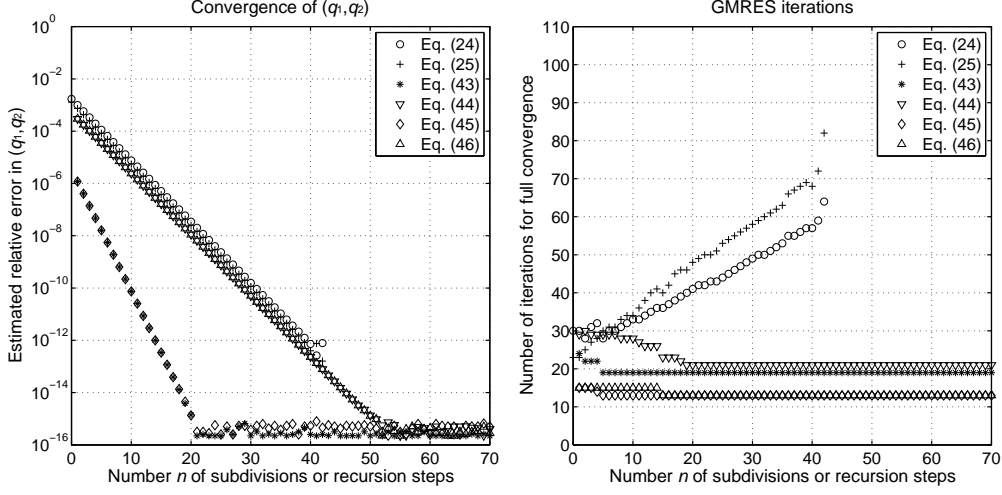 Convergence of (q₁,q₂)
10⁰
10⁻²
10⁻⁴
10⁻⁶
10⁻⁸
10⁻¹⁰
10⁻¹²
10⁻¹⁴
10⁻¹⁶
Estimated relative error in (q₁,q₂)
Eq. (24)
Eq. (25)
Eq. (43)
Eq. (44)
Eq. (45)
Eq. (46)
0 10 20 30 40 50 60 70
Number n of subdivisions or recursion steps
GMRES iterations
110
100
90
80
70
60
50
40
30
20
10
0
Number of iterations for full convergence
Eq. (24)
Eq. (25)
Eq. (43)
Eq. (44)
Eq. (45)
Eq. (46)
0 10 20 30 40 50 60 70
Number n of subdivisions or recursion steps